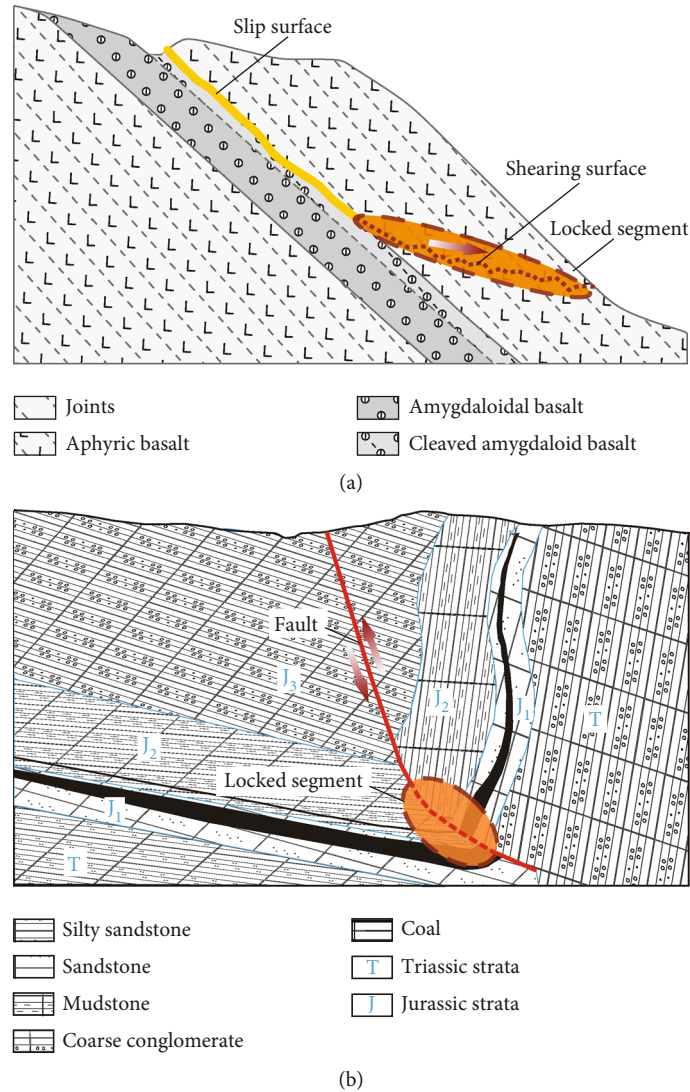 Slip surface
Shearing surface
Locked segment
Joints
Amygdaloidal basalt
Aphyric basalt
Cleaved amygdaloid basalt
(a)
Fault
J3
J2
J2
J1
T
Locked segment
J1
T
Silty sandstone
Coal
Sandstone
T Triassic strata
Mudstone
J Jurassic strata
Coarse conglomerate
(b)